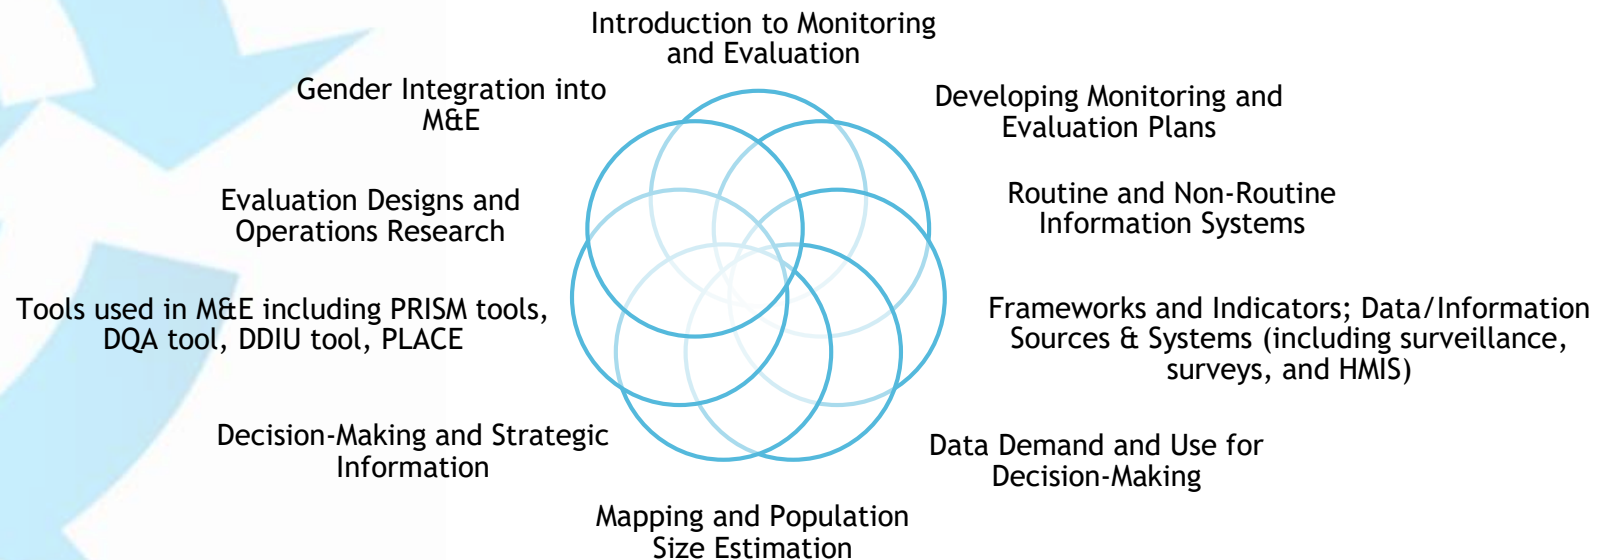 Introduction to Monitoring
and Evaluation
Developing Monitoring and
Evaluation Plans
Routine and Non-Routine
Information Systems
Frameworks and Indicators; Data/Information
Sources & Systems (including surveillance,
surveys, and HMIS)
Data Demand and Use for
Decision-Making
Mapping and Population
Size Estimation
Decision-Making and Strategic
Information
Tools used in M&E including PRISM tools,
DQA tool, DDIU tool, PLACE
Evaluation Designs and
Operations Research
Gender Integration into
M&E